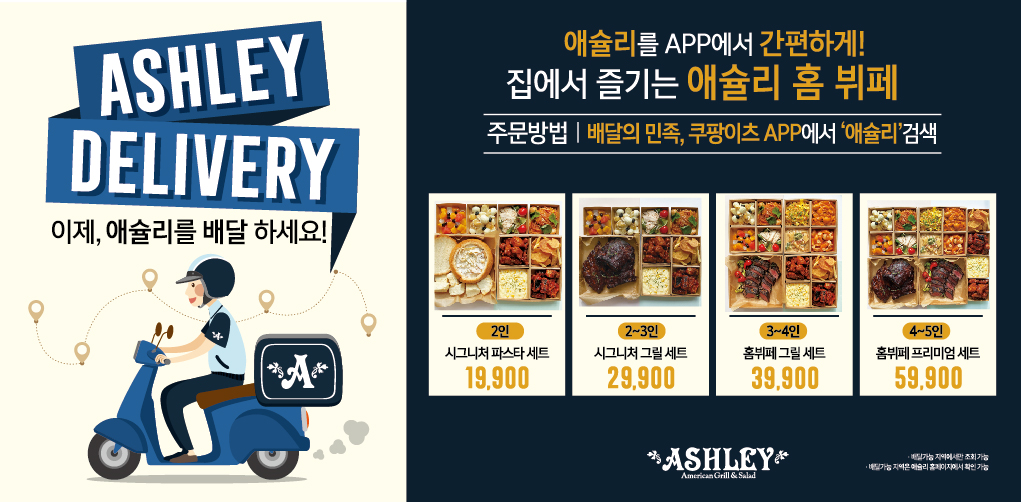 ASHLEY
DELIVERY
이제, 애슐리를 배달 하세요!
A
애슐리를 APP에서 간편하게!
집에서 즐기는 애슐리 홈 뷔페
주문방법 | 배달의 민족, 쿠팡이츠 APP에서 '애슐리'검색
2인
시그니처 파스타 세트
19,900
2~3인
시그니처 그릴 세트
29,900
3~4인
홈뷔페 그릴 세트
39,900
4~5인
홈뷔페 프리미엄 세트
59,900
ASHLEY
American Grill & Salad
· 배달가능 지역에서만 조회 가능
· 배달가능 지역은 애슐리 홈페이지에서 확인 가능